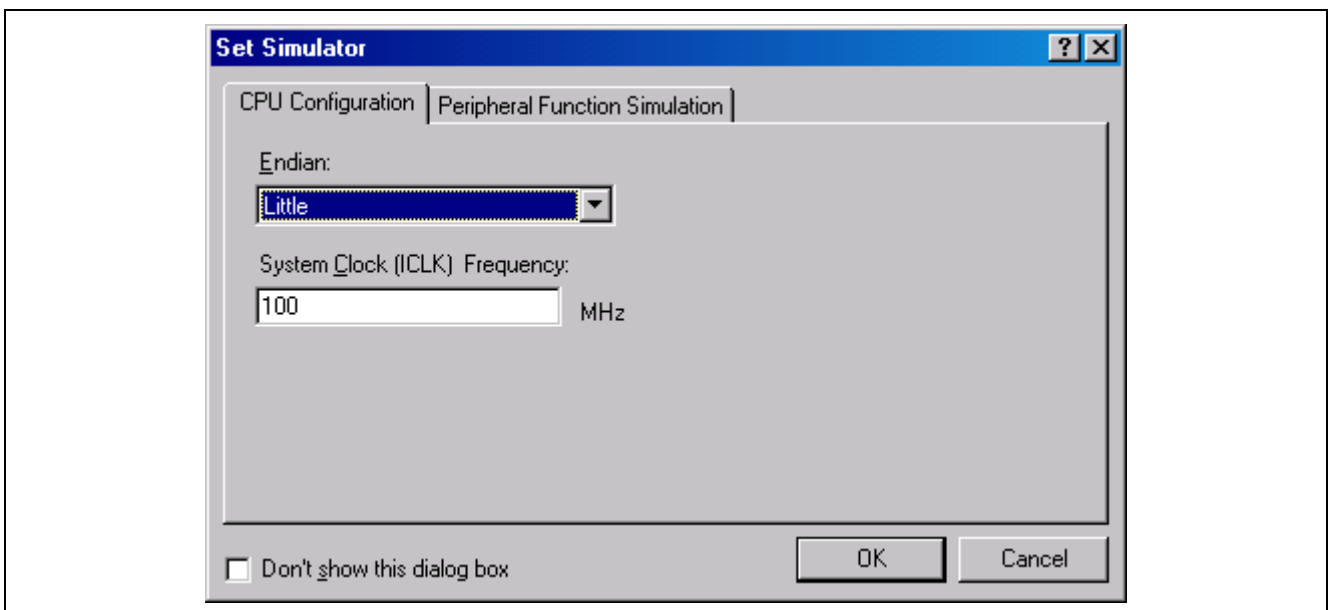 Set Simulator
CPU Configuration Peripheral Function Simulation
Endian:
Little
System Clock (ICLK) Frequency:
100 MHz
Don't show this dialog box OK Cancel